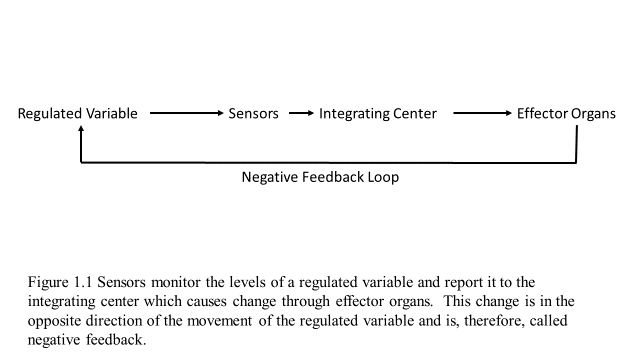 Regulated Variable Sensors Integrating Center Effector Organs
Negative Feedback Loop
Figure 1.1 Sensors monitor the levels of a regulated variable and report it to the
integrating center which causes change through effector organs. This change is in the
opposite direction of the movement of the regulated variable and is, therefore, called
negative feedback.